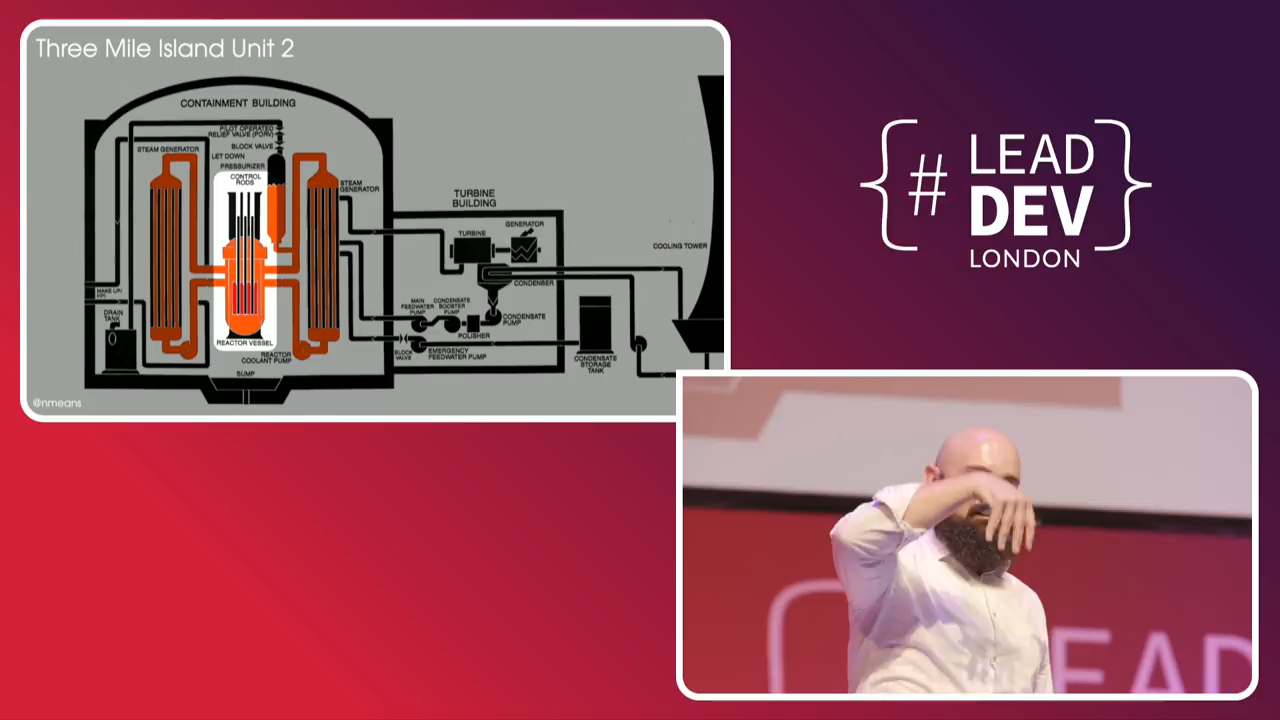 Three Mile Island Unit 2
CONTAINMENT BUILDING
PILOT OPERATED
RELIEF VALVE (PORV)
BLOCK VALVE
STEAM GENERATOR
LET DOWN
PRESSURIZER
CONTROL
RODS
STEAM
GENERATOR
TURBINE
BUILDING
GENERATOR
TURBINE
COOLING TOWER
CONDENSER
MAKE UP/
HPI
DRAIN
TANK
MAIN
FEEDWATER
PUMP
CONDENSATE
BOOSTER
PUMP
CONDENSATE
PUMP
POLISHER
REACTOR VESSEL
REACTOR
COOLANT PUMP
BLOCK
VALVE
EMERGENCY
FEEDWATER PUMP
CONDENSATE
STORAGE
TANK
SUMP
@nmeans
{# LEAD
DEV
LONDON}
LEAD